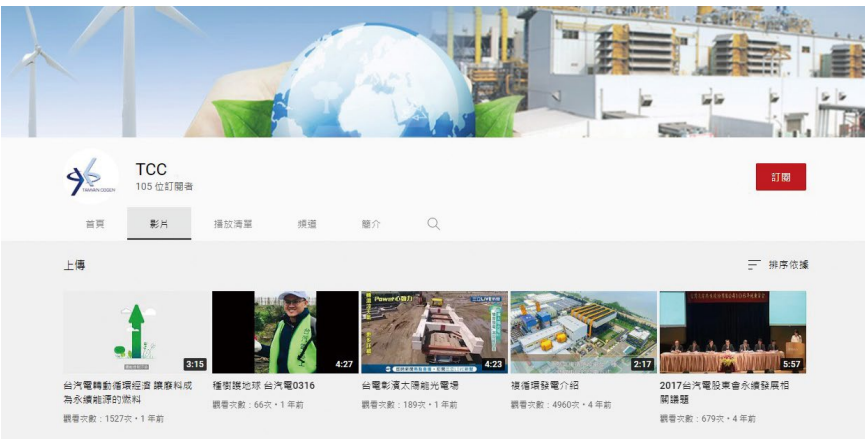 TAIWAN COGEN
TCC
105 位訂閱者
訂閱
首頁 影片 播放清單 頻道 簡介
上傳
排序依據
3:15
4:27
4:23
2:17
5:57
台汽電轉動循環經濟 讓廢料成
為永續能源的燃料
觀看次數：1527次・1 年前
種樹護地球 台汽電0316
觀看次數：66次・1 年前
台電彰濱太陽能光電場
觀看次數：189次・1 年前
複循環發電介紹
觀看次數：4960次・4 年前
2017台汽電股東會永續發展相
關議題
觀看次數：679次・4 年前